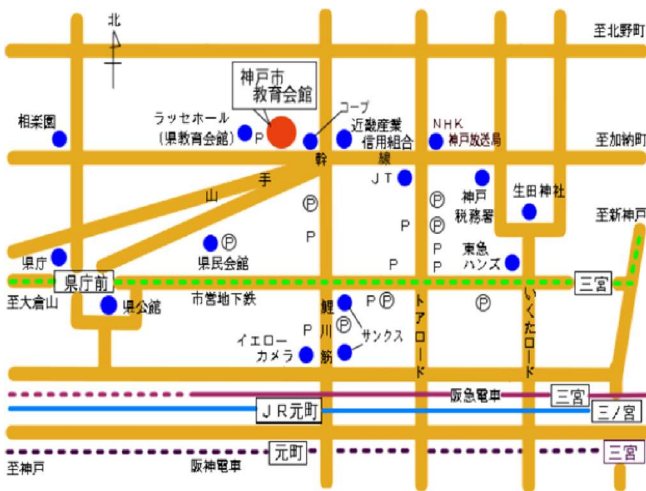 北
至北野町
神戸市
教育会館
ラッセホール
(県教育会館)
P
コープ
近畿産業
信用組合
NHK
神戸放送局
相楽園
至加納町
山手幹線
JT
神戸
税務署
生田神社
至新神戸
P
P
P
P
P
P
県庁
県民会館
P
東急
ハンズ
P
県庁前
三宮
至大倉山
県公館
市営地下鉄
鯉川筋
P
P
トアロード
P
いくたロード
P
P
サンクス
イエロー
カメラ
阪急電車
三宮
JR元町
三ノ宮
元町
三宮
至神戸
阪神電車